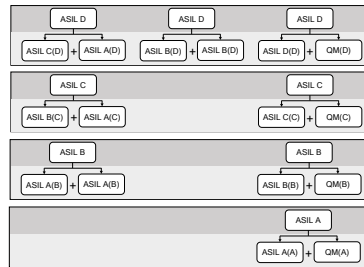 ASIL D ASIL D ASIL D
ASIL C(D) + ASIL A(D) ASIL B(D) + ASIL B(D) ASIL D(D) + QM(D)
ASIL C ASIL C
ASIL B(C) + ASIL A(C) ASIL C(C) + QM(C)
ASIL B ASIL B
ASIL A(B) + ASIL A(B) ASIL B(B) + QM(B)
ASIL A
ASIL A(A) + QM(A)